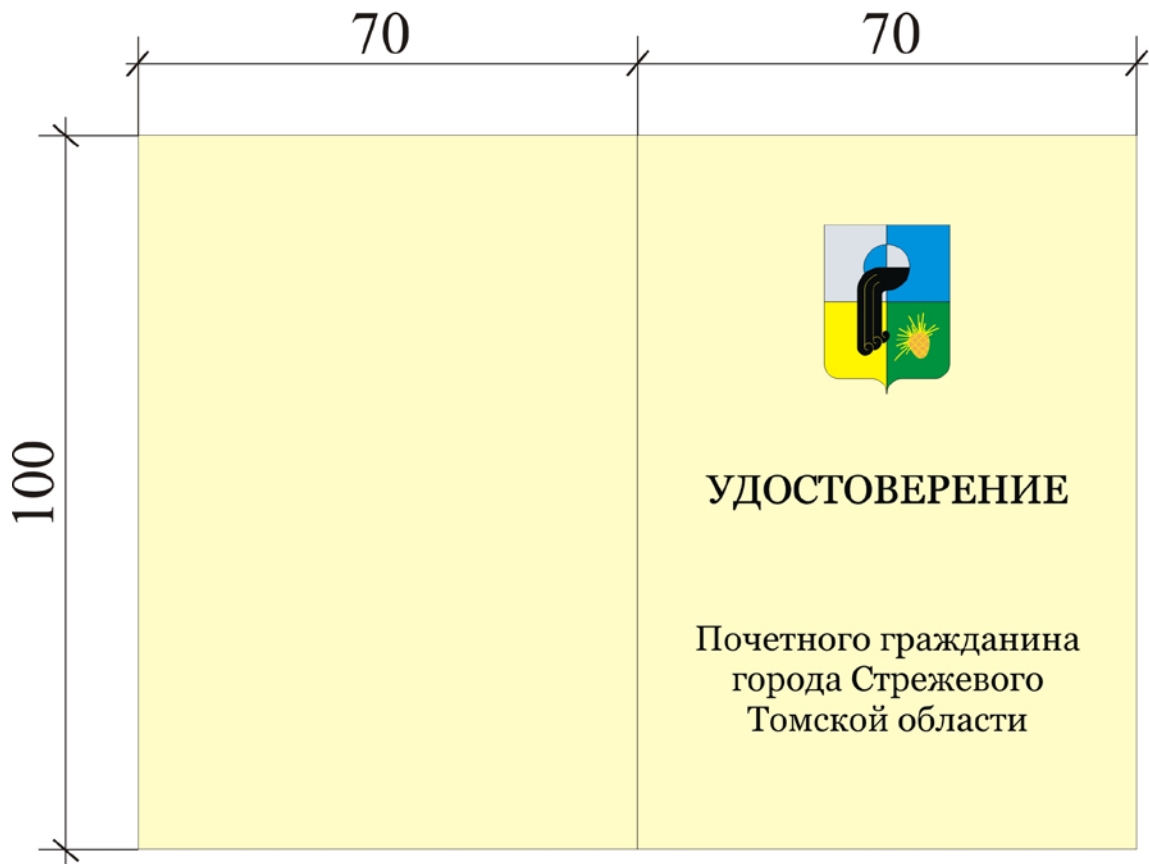 70
70
100
УДОСТОВЕРЕНИЕ
Почетного гражданина
города Стрежевого
Томской области